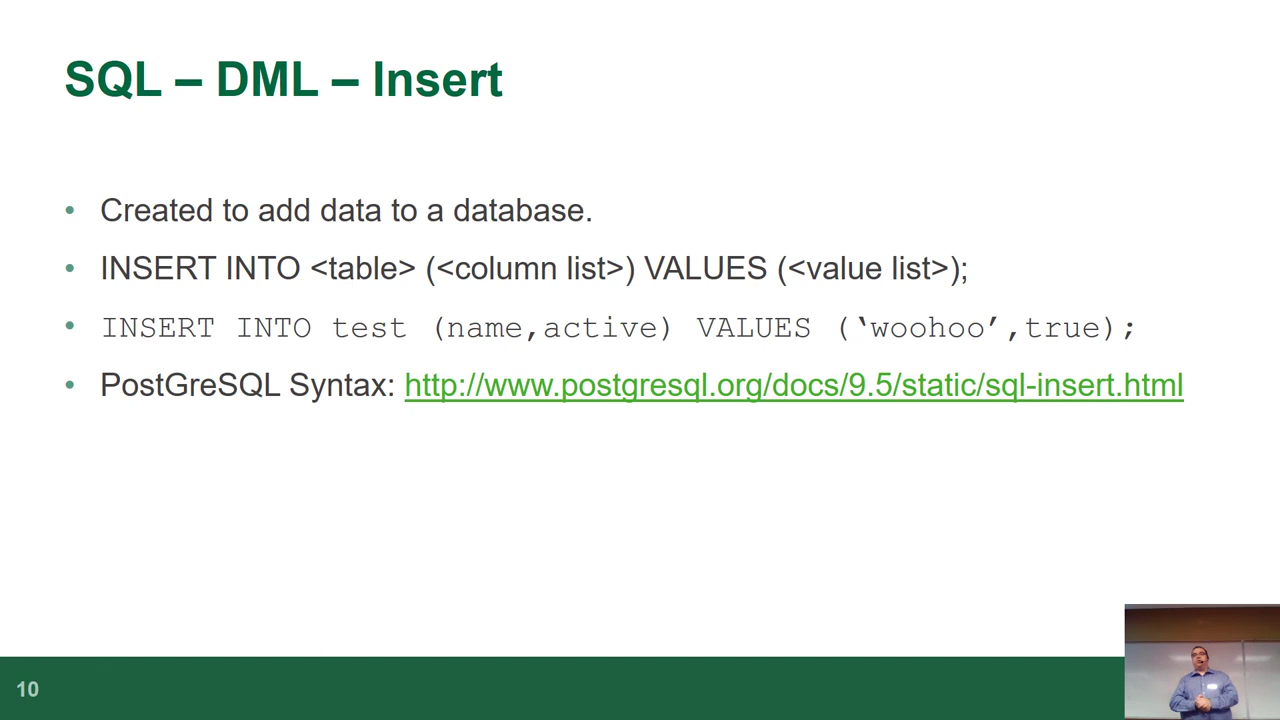 SQL – DML – Insert
• Created to add data to a database.
• INSERT INTO <table> (<column list>) VALUES (<value list>);
• INSERT INTO test (name,active) VALUES (‘woohoo’,true);
• PostGreSQL Syntax: http://www.postgresql.org/docs/9.5/static/sql-insert.html
10